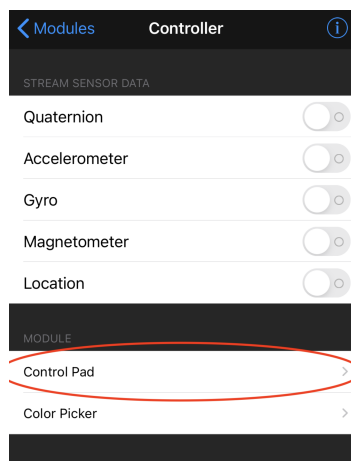 Modules Controller
STREAM SENSOR DATA
Quaternion
Accelerometer
Gyro
Magnetometer
Location
MODULE
Control Pad
Color Picker